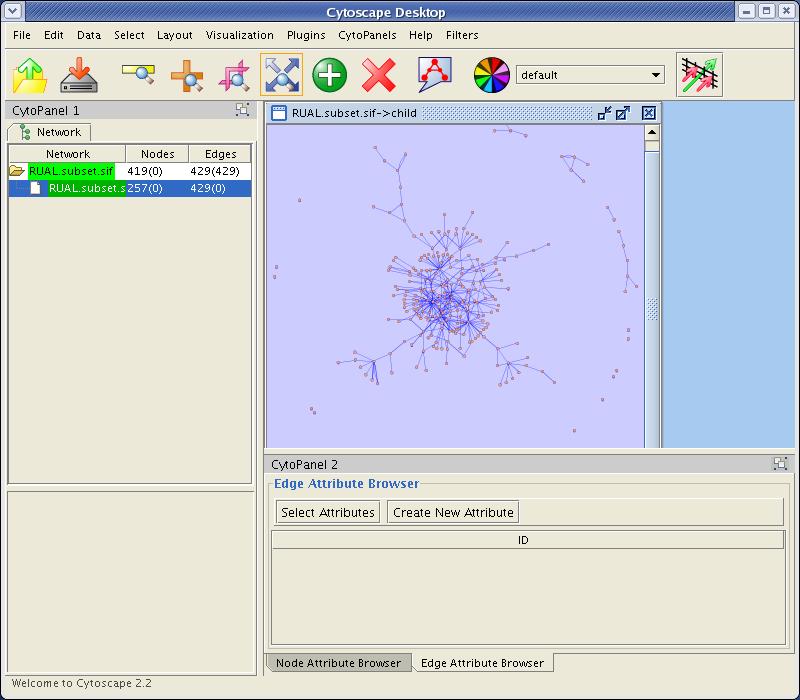 Cytoscape Desktop
File Edit Data Select Layout Visualization Plugins CytoPanels Help Filters
default
CytoPanel 1
RUAL.subset.sif->child
Network
Network Nodes Edges
RUAL.subset.sif 419(0) 429(429)
RUAL.subset.s 257(0) 429(0)
CytoPanel 2
Edge Attribute Browser
Select Attributes Create New Attribute
ID
Node Attribute Browser Edge Attribute Browser
Welcome to Cytoscape 2.2